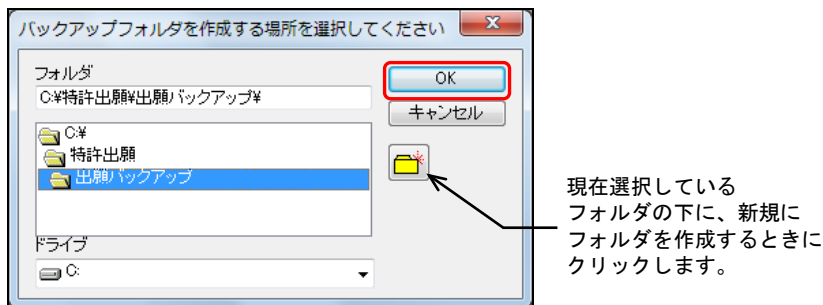 バックアップフォルダを作成する場所を選択してください
フォルダ
C:¥特許出願¥出願バックアップ¥
OK
キャンセル
C:¥
特許出願
出願バックアップ
ドライブ
C:
現在選択している
フォルダの下に、新規に
フォルダを作成するときに
クリックします。